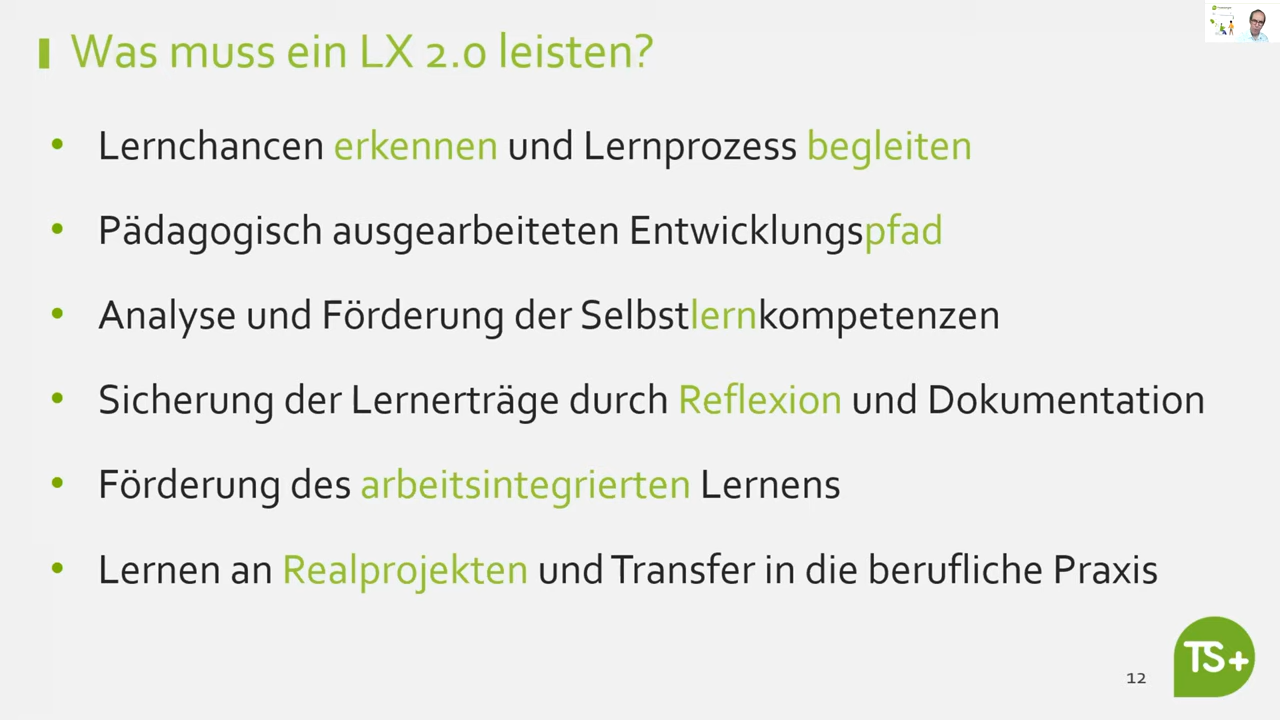 Was muss ein LX 2.0 leisten?
• Lernchancen erkennen und Lernprozess begleiten
• Pädagogisch ausgearbeiteten Entwicklungspfad
• Analyse und Förderung der Selbstlernkompetenzen
• Sicherung der Lernerträge durch Reflexion und Dokumentation
• Förderung des arbeitsintegrierten Lernens
• Lernen an Realprojekten und Transfer in die berufliche Praxis
12
TS+